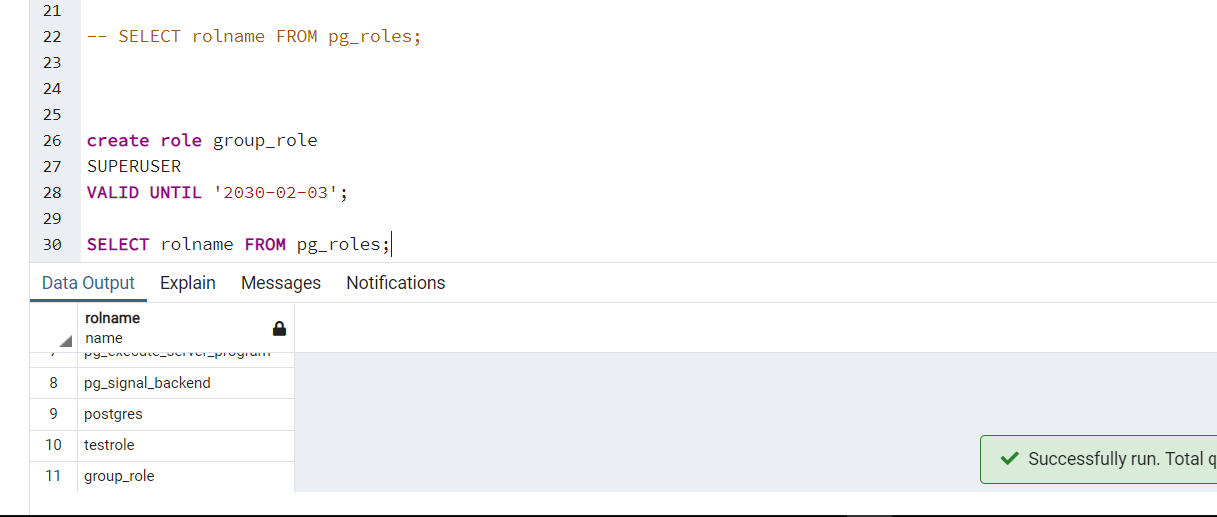 21
22 -- SELECT rolname FROM pg_roles;
23
24
25
26 create role group_role
27 SUPERUSER
28 VALID UNTIL '2030-02-03';
29
30 SELECT rolname FROM pg_roles;
Data Output Explain Messages Notifications
rolname
name
7 pg_execute_server_program
8 pg_signal_backend
9 postgres
10 testrole
11 group_role
Successfully run. Total q